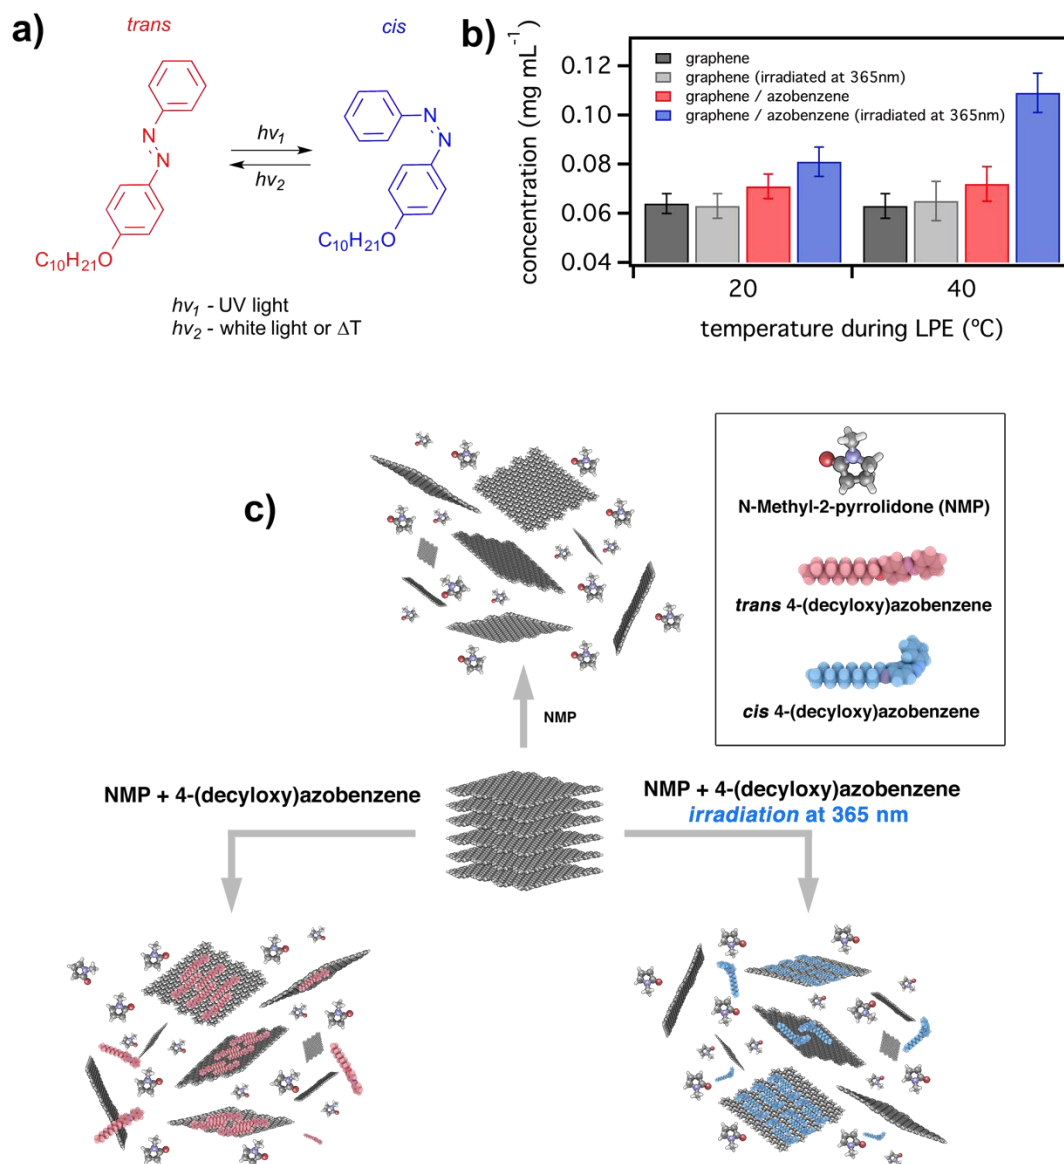 a)
trans
cis
N
N
N
N
hv₁
hv₂
C₁₀H₂₁O
C₁₀H₂₁O
hv₁ - UV light
hv₂ - white light or ΔT
b)
concentration (mg mL⁻¹)
0.12
0.10
0.08
0.06
0.04
graphene
graphene (irradiated at 365nm)
graphene / azobenzene
graphene / azobenzene (irradiated at 365nm)
20
40
temperature during LPE (°C)
c)
N-Methyl-2-pyrrolidone (NMP)
trans 4-(decyloxy)azobenzene
cis 4-(decyloxy)azobenzene
NMP
NMP + 4-(decyloxy)azobenzene
NMP + 4-(decyloxy)azobenzene
irradiation at 365 nm